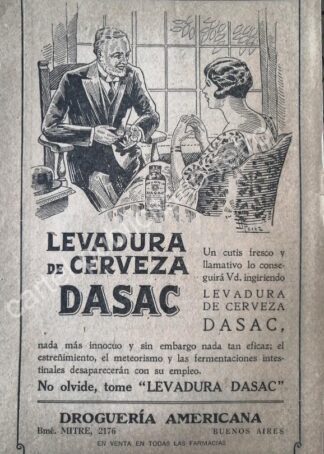 LEVADURA
DE CERVEZA
DASAC
Un cutis fresco y
llamativo lo conse-
guirá Vd. ingiriendo
LEVADURA
DE CERVEZA
DASAC,
nada más innocuo y sin embargo nada tan eficaz; el
estreñimiento, el meteorismo y las fermentaciones intes-
tinales desaparecerán con su empleo.
No olvide, tome "LEVADURA DASAC"
DROGUERÍA AMERICANA
Bmé. MITRE, 2176 BUENOS AIRES
EN VENTA EN TODAS LAS FARMACIAS